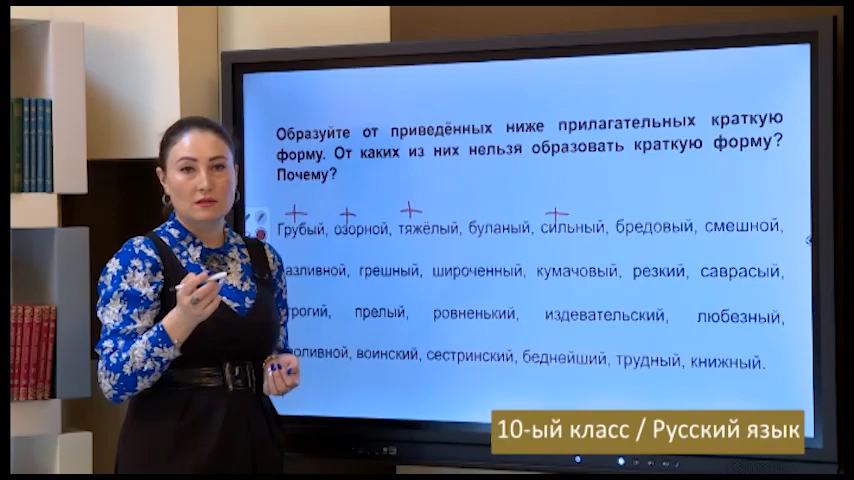 Образуйте от приведённых ниже прилагательных краткую
форму. От каких из них нельзя образовать краткую форму?
Почему?
Грубый, озорной, тяжёлый, буланый, сильный, бредовый, смешной,
грешный, широченный, кумачовый, резкий, саврасый,
прелый, ровненький, издевательский, любезный,
воинский, сестринский, беднейший, трудный, книжный.
10-ый класс / Русский язык